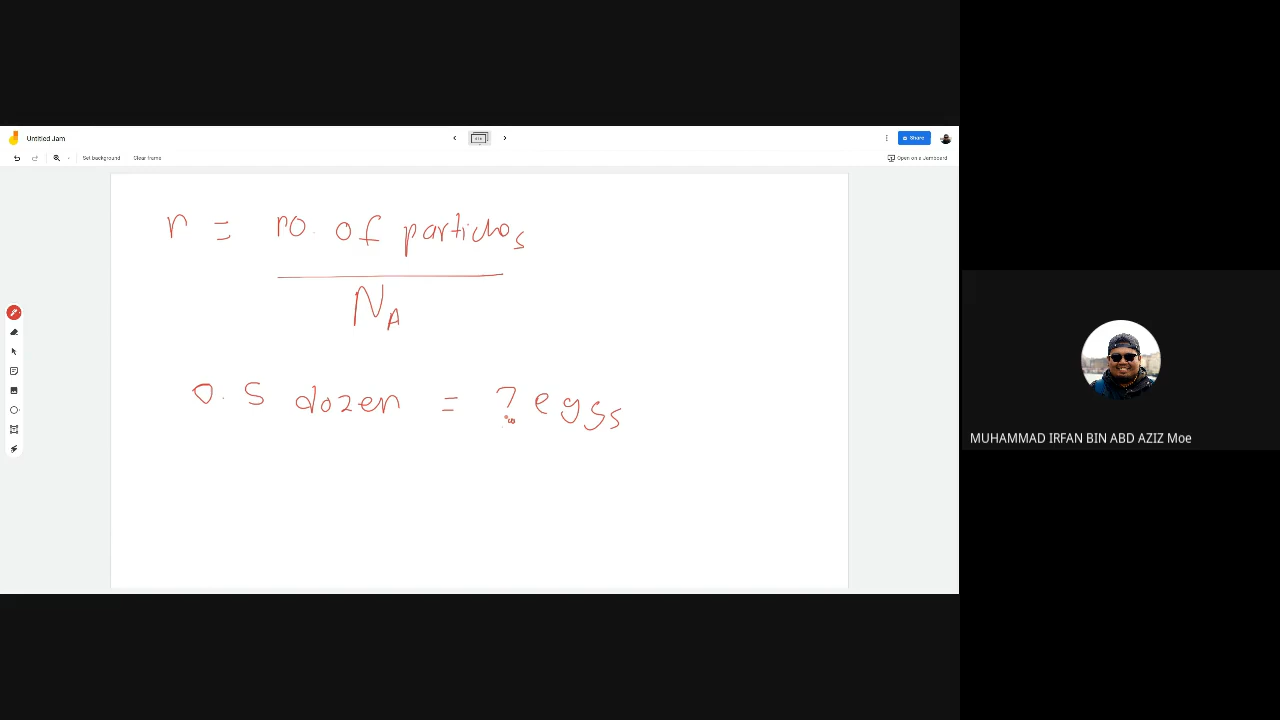 Untitled Jam
Share
Set background
Clear frame
Open on a Jamboard
n = no. of particles
N_A
0.5 dozen = ? eggs
MUHAMMAD IRFAN BIN ABD AZIZ Moe